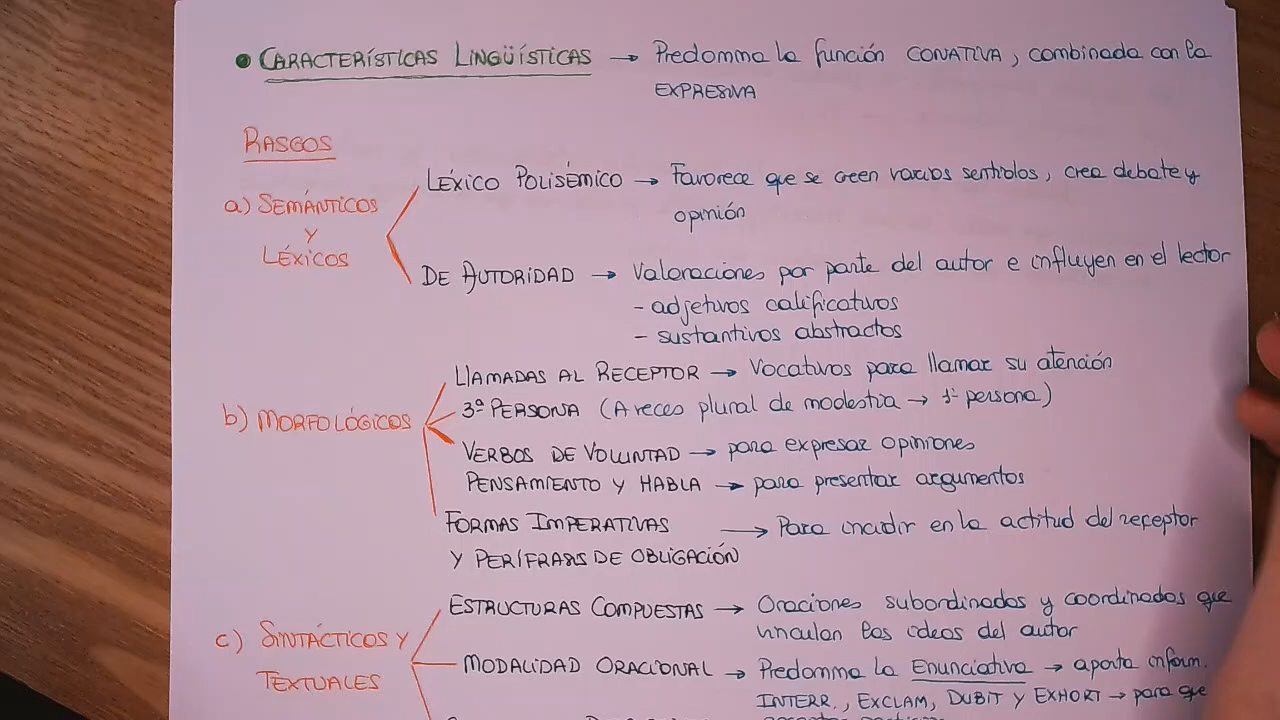 • CARACTERÍSTICAS LINGÜÍSTICAS → Predomina la función CONATIVA, combinada con la
EXPRESIVA
RASGOS
a) SEMÁNTICOS
Y
LÉXICOS
LÉXICO POLISÉMICO → Favorece que se creen varios sentidos, crea debate y
opinión
DE AUTORIDAD → Valoraciones por parte del autor e influyen en el lector
- adjetivos calificativos
- sustantivos abstractos
b) MORFOLÓGICOS
LLAMADAS AL RECEPTOR → Vocativos para llamar su atención
3ª PERSONA (A veces plural de modestia → 1ª persona)
VERBOS DE VOLUNTAD → para expresar opiniones
PENSAMIENTO Y HABLA → para presentar argumentos
FORMAS IMPERATIVAS → Para incidir en la actitud del receptor
Y PERÍFRASIS DE OBLIGACIÓN
c) SINTÁCTICOS Y
TEXTUALES
ESTRUCTURAS COMPUESTAS → Oraciones subordinadas y coordinadas que
vinculan las ideas del autor
MODALIDAD ORACIONAL → Predomina la Enunciativa → aporta inform.
INTERR., EXCLAM, DUBIT Y EXHORT → para que